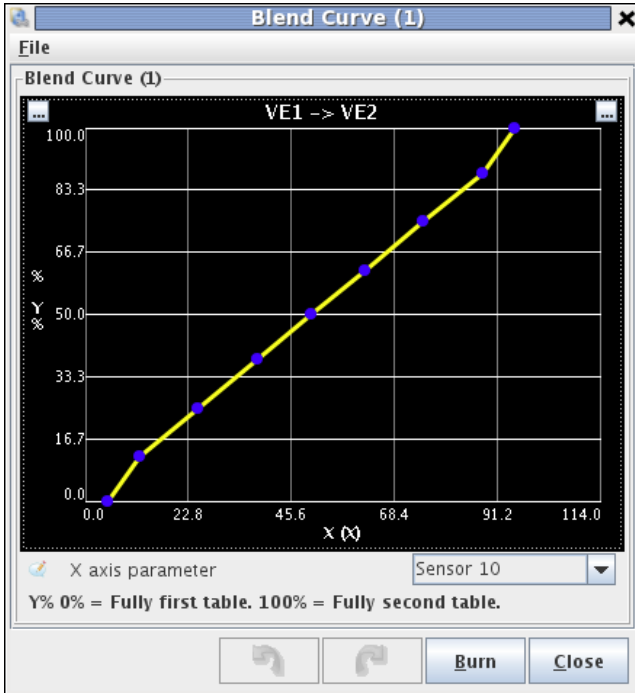 Blend Curve (1)
File
Blend Curve (1)
... VE1 -> VE2 ...
100.0
83.3
66.7
%
Y
%
50.0
33.3
16.7
0.0
0.0 22.8 45.6 68.4 91.2 114.0
X (X)
X axis parameter Sensor 10
Y% 0% = Fully first table. 100% = Fully second table.
Burn Close